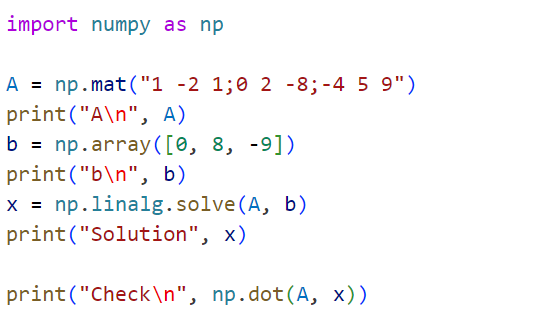 import numpy as np
A = np.mat("1 -2 1;0 2 -8;-4 5 9")
print("A\n", A)
b = np.array([0, 8, -9])
print("b\n", b)
x = np.linalg.solve(A, b)
print("Solution", x)
print("Check\n", np.dot(A, x))